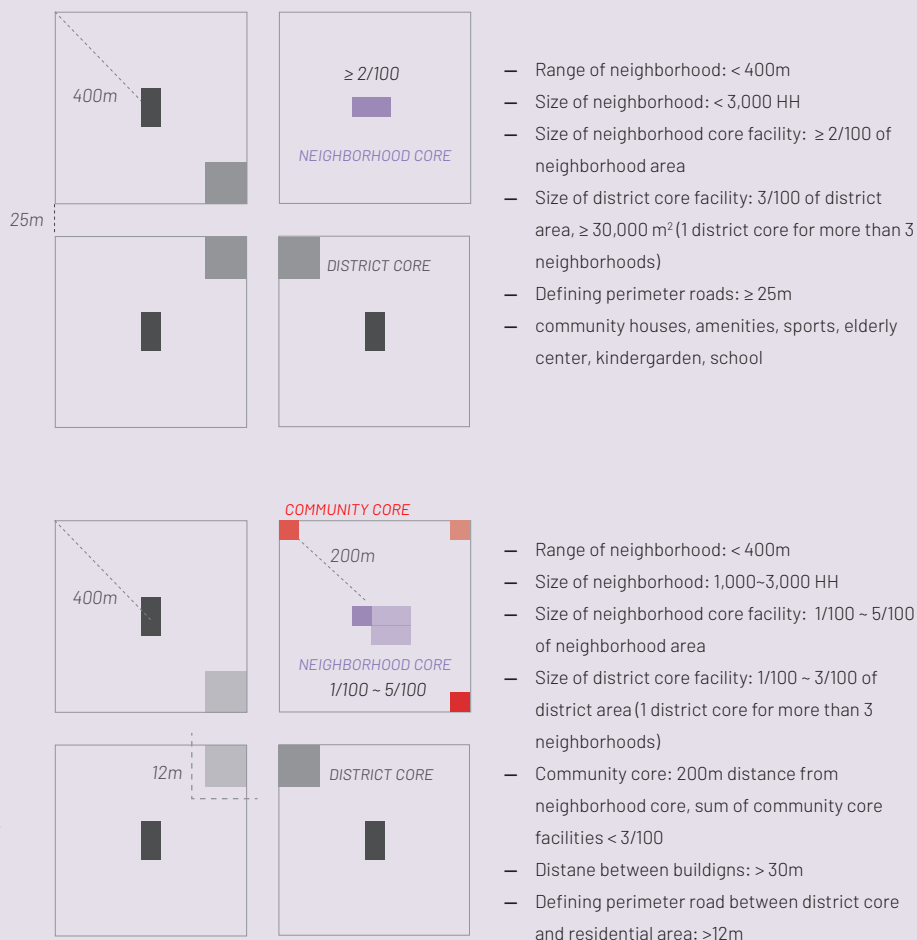 400m
≥ 2/100
NEIGHBORHOOD CORE
25m
DISTRICT CORE
— Range of neighborhood: < 400m
— Size of neighborhood: < 3,000 HH
— Size of neighborhood core facility: ≥ 2/100 of
neighborhood area
— Size of district core facility: 3/100 of district
area, ≥ 30,000 m² (1 district core for more than 3
neighborhoods)
— Defining perimeter roads: ≥ 25m
— community houses, amenities, sports, elderly
center, kindergarden, school
COMMUNITY CORE
200m
400m
NEIGHBORHOOD CORE
1/100 ~ 5/100
12m
DISTRICT CORE
— Range of neighborhood: < 400m
— Size of neighborhood: 1,000~3,000 HH
— Size of neighborhood core facility: 1/100 ~ 5/100
of neighborhood area
— Size of district core facility: 1/100 ~ 3/100 of
district area (1 district core for more than 3
neighborhoods)
— Community core: 200m distance from
neighborhood core, sum of community core
facilities < 3/100
— Distane between buildigns: > 30m
— Defining perimeter road between district core
and residential area: >12m